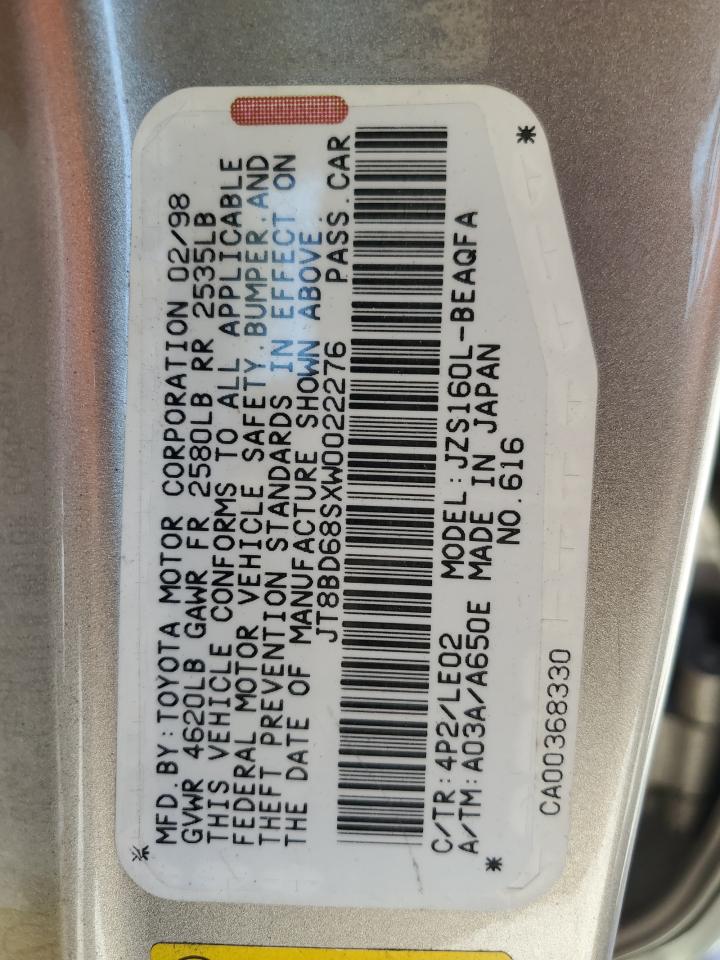 MFD. BY: TOYOTA MOTOR CORPORATION 02/98
GVWR 4620LB GAWR FR 2580LB RR 2535LB
THIS VEHICLE CONFORMS TO ALL APPLICABLE
FEDERAL MOTOR VEHICLE SAFETY, BUMPER, AND
THEFT PREVENTION STANDARDS IN EFFECT ON
THE DATE OF MANUFACTURE SHOWN ABOVE.
JT8BD68SXW0022276 PASS. CAR
C/TR: 4P2/LE02 MODEL: JZS160L-BEAQFA
A/TM: A03A/A650E MADE IN JAPAN
NO. 616
CA00368330